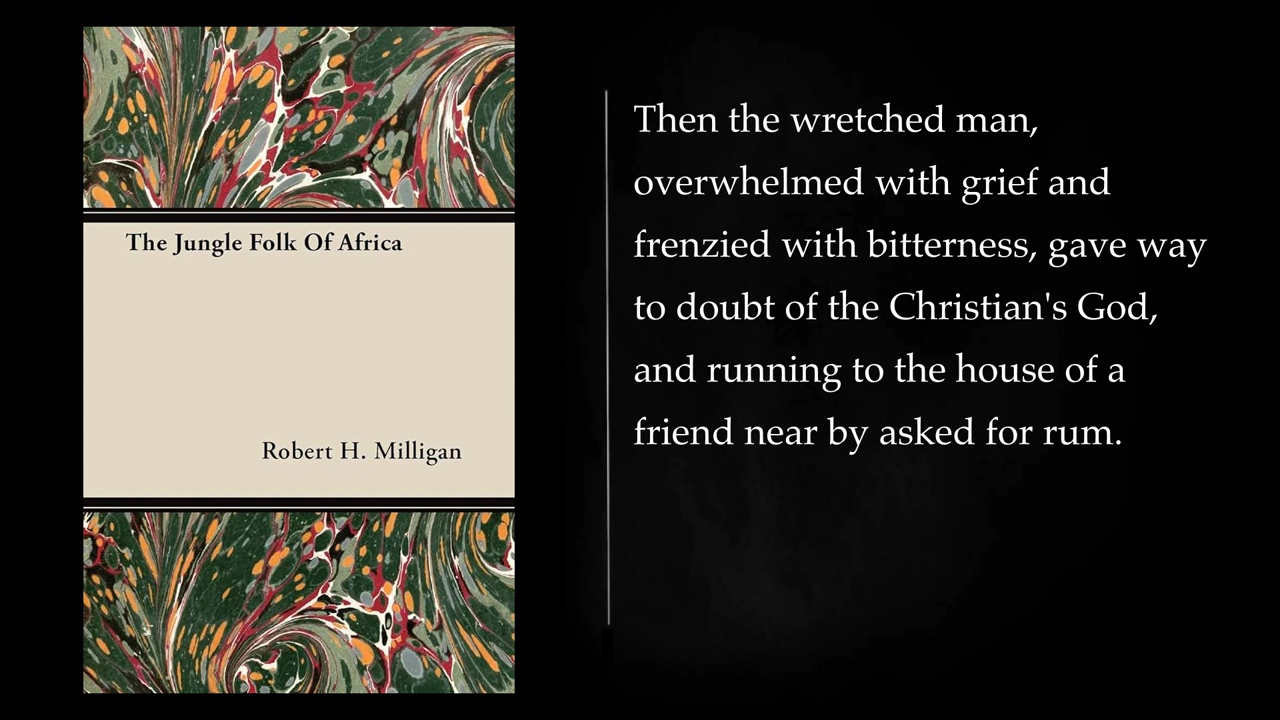 The Jungle Folk Of Africa
Robert H. Milligan
Then the wretched man,
overwhelmed with grief and
frenzied with bitterness, gave way
to doubt of the Christian's God,
and running to the house of a
friend near by asked for rum.